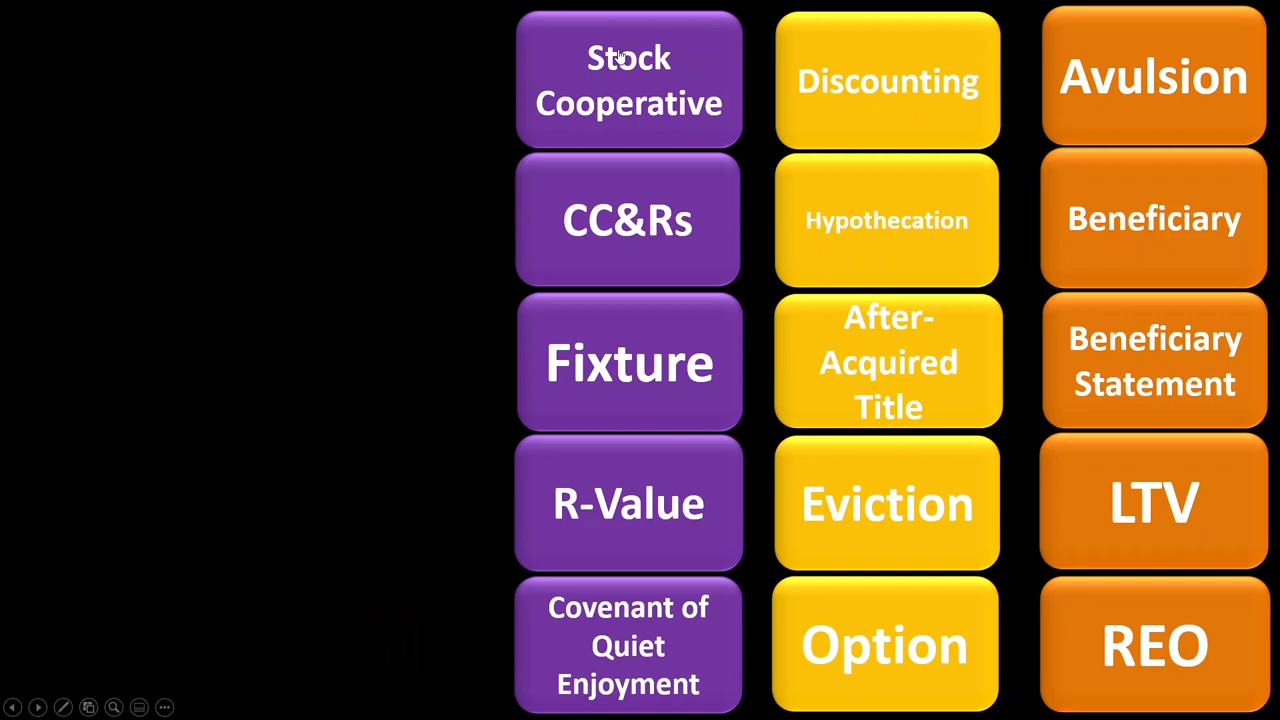 Stock
Cooperative
CC&Rs
Fixture
R-Value
Covenant of
Quiet
Enjoyment
Discounting
Hypothecation
After-
Acquired
Title
Eviction
Option
Avulsion
Beneficiary
Beneficiary
Statement
LTV
REO